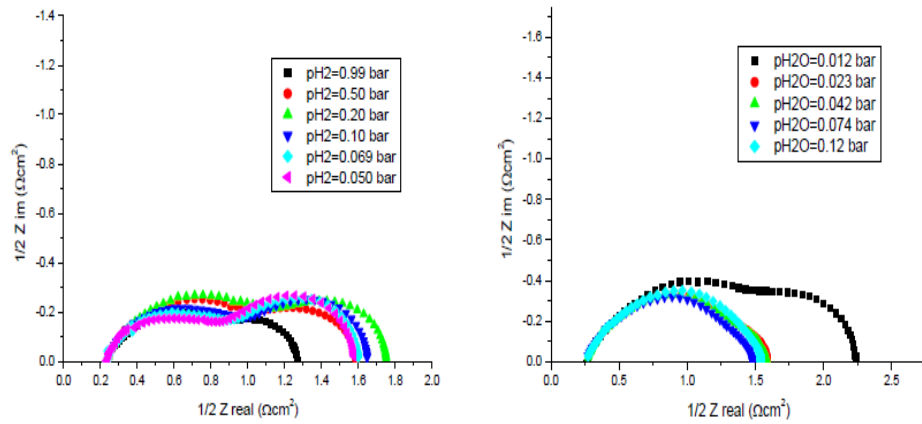 -1.4
-1.2
-1.0
-0.8
-0.6
-0.4
-0.2
0.0
1/2 Z im (Ωcm²)
pH2=0.99 bar
pH2=0.50 bar
pH2=0.20 bar
pH2=0.10 bar
pH2=0.069 bar
pH2=0.050 bar
0.0 0.2 0.4 0.6 0.8 1.0 1.2 1.4 1.6 1.8 2.0
1/2 Z real (Ωcm²)
-1.6
-1.4
-1.2
-1.0
-0.8
-0.6
-0.4
-0.2
0.0
1/2 Z im (Ωcm²)
pH2O=0.012 bar
pH2O=0.023 bar
pH2O=0.042 bar
pH2O=0.074 bar
pH2O=0.12 bar
0.0 0.5 1.0 1.5 2.0 2.5
1/2 Z real (Ωcm²)